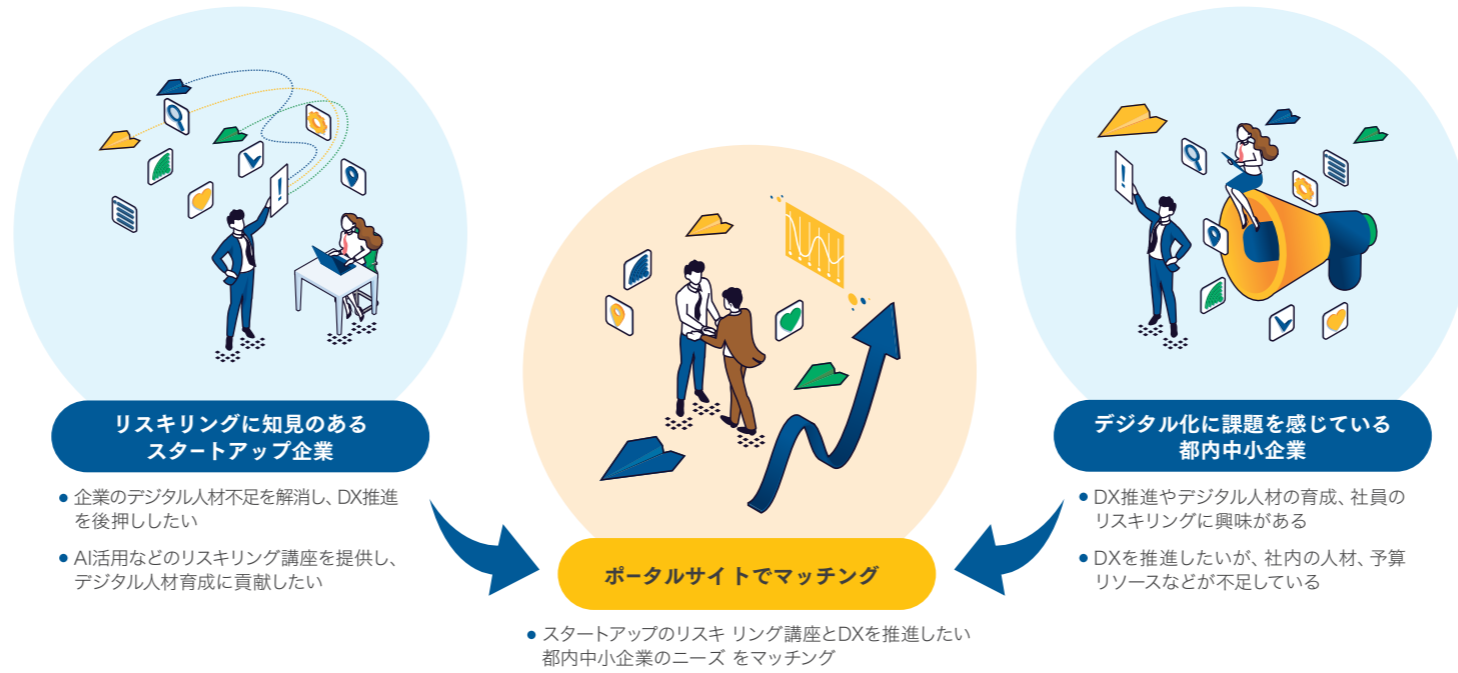 リスキリングに知見のある
スタートアップ企業
● 企業のデジタル人材不足を解消し、DX推進
を後押ししたい
● AI活用などのリスキリング講座を提供し、
デジタル人材育成に貢献したい
ポータルサイトでマッチング
● スタートアップのリスキ リング講座とDXを推進したい
都内中小企業のニーズ をマッチング
デジタル化に課題を感じている
都内中小企業
● DX推進やデジタル人材の育成、社員の
リスキリングに興味がある
● DXを推進したいが、社内の人材、予算
リソースなどが不足している